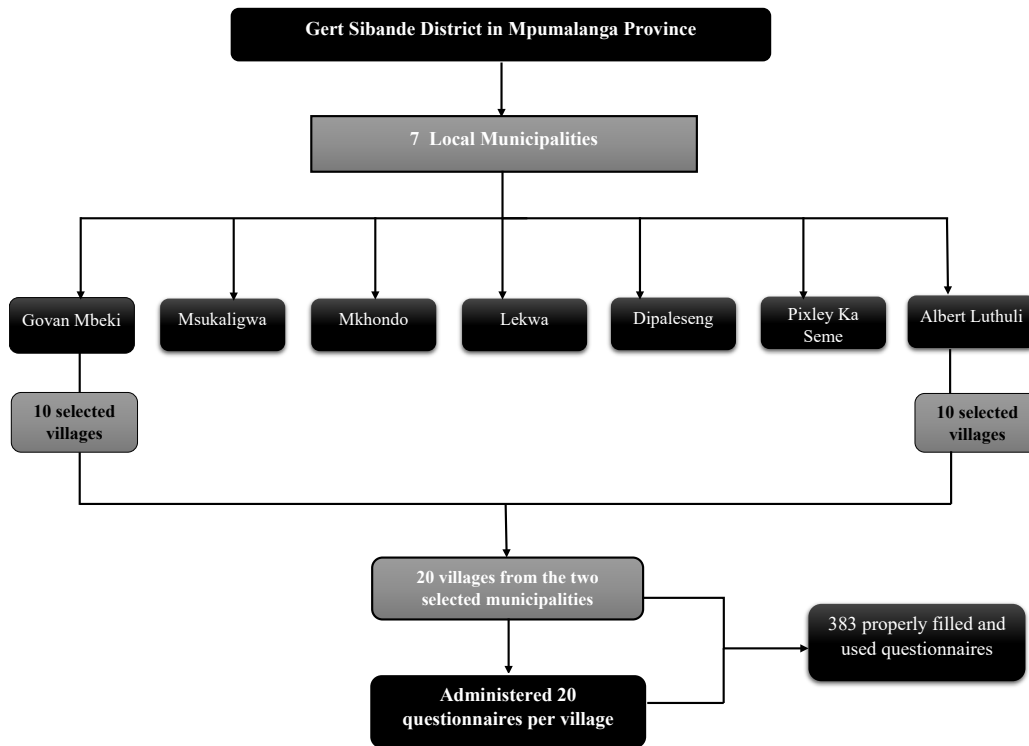 Gert Sibande District in Mpumalanga Province
7 Local Municipalities
Govan Mbeki
Msukaligwa
Mkhondo
Lekwa
Dipaleseng
Pixley Ka
Seme
Albert Luthuli
10 selected
villages
10 selected
villages
20 villages from the two
selected municipalities
383 properly filled and
used questionnaires
Administered 20
questionnaires per village